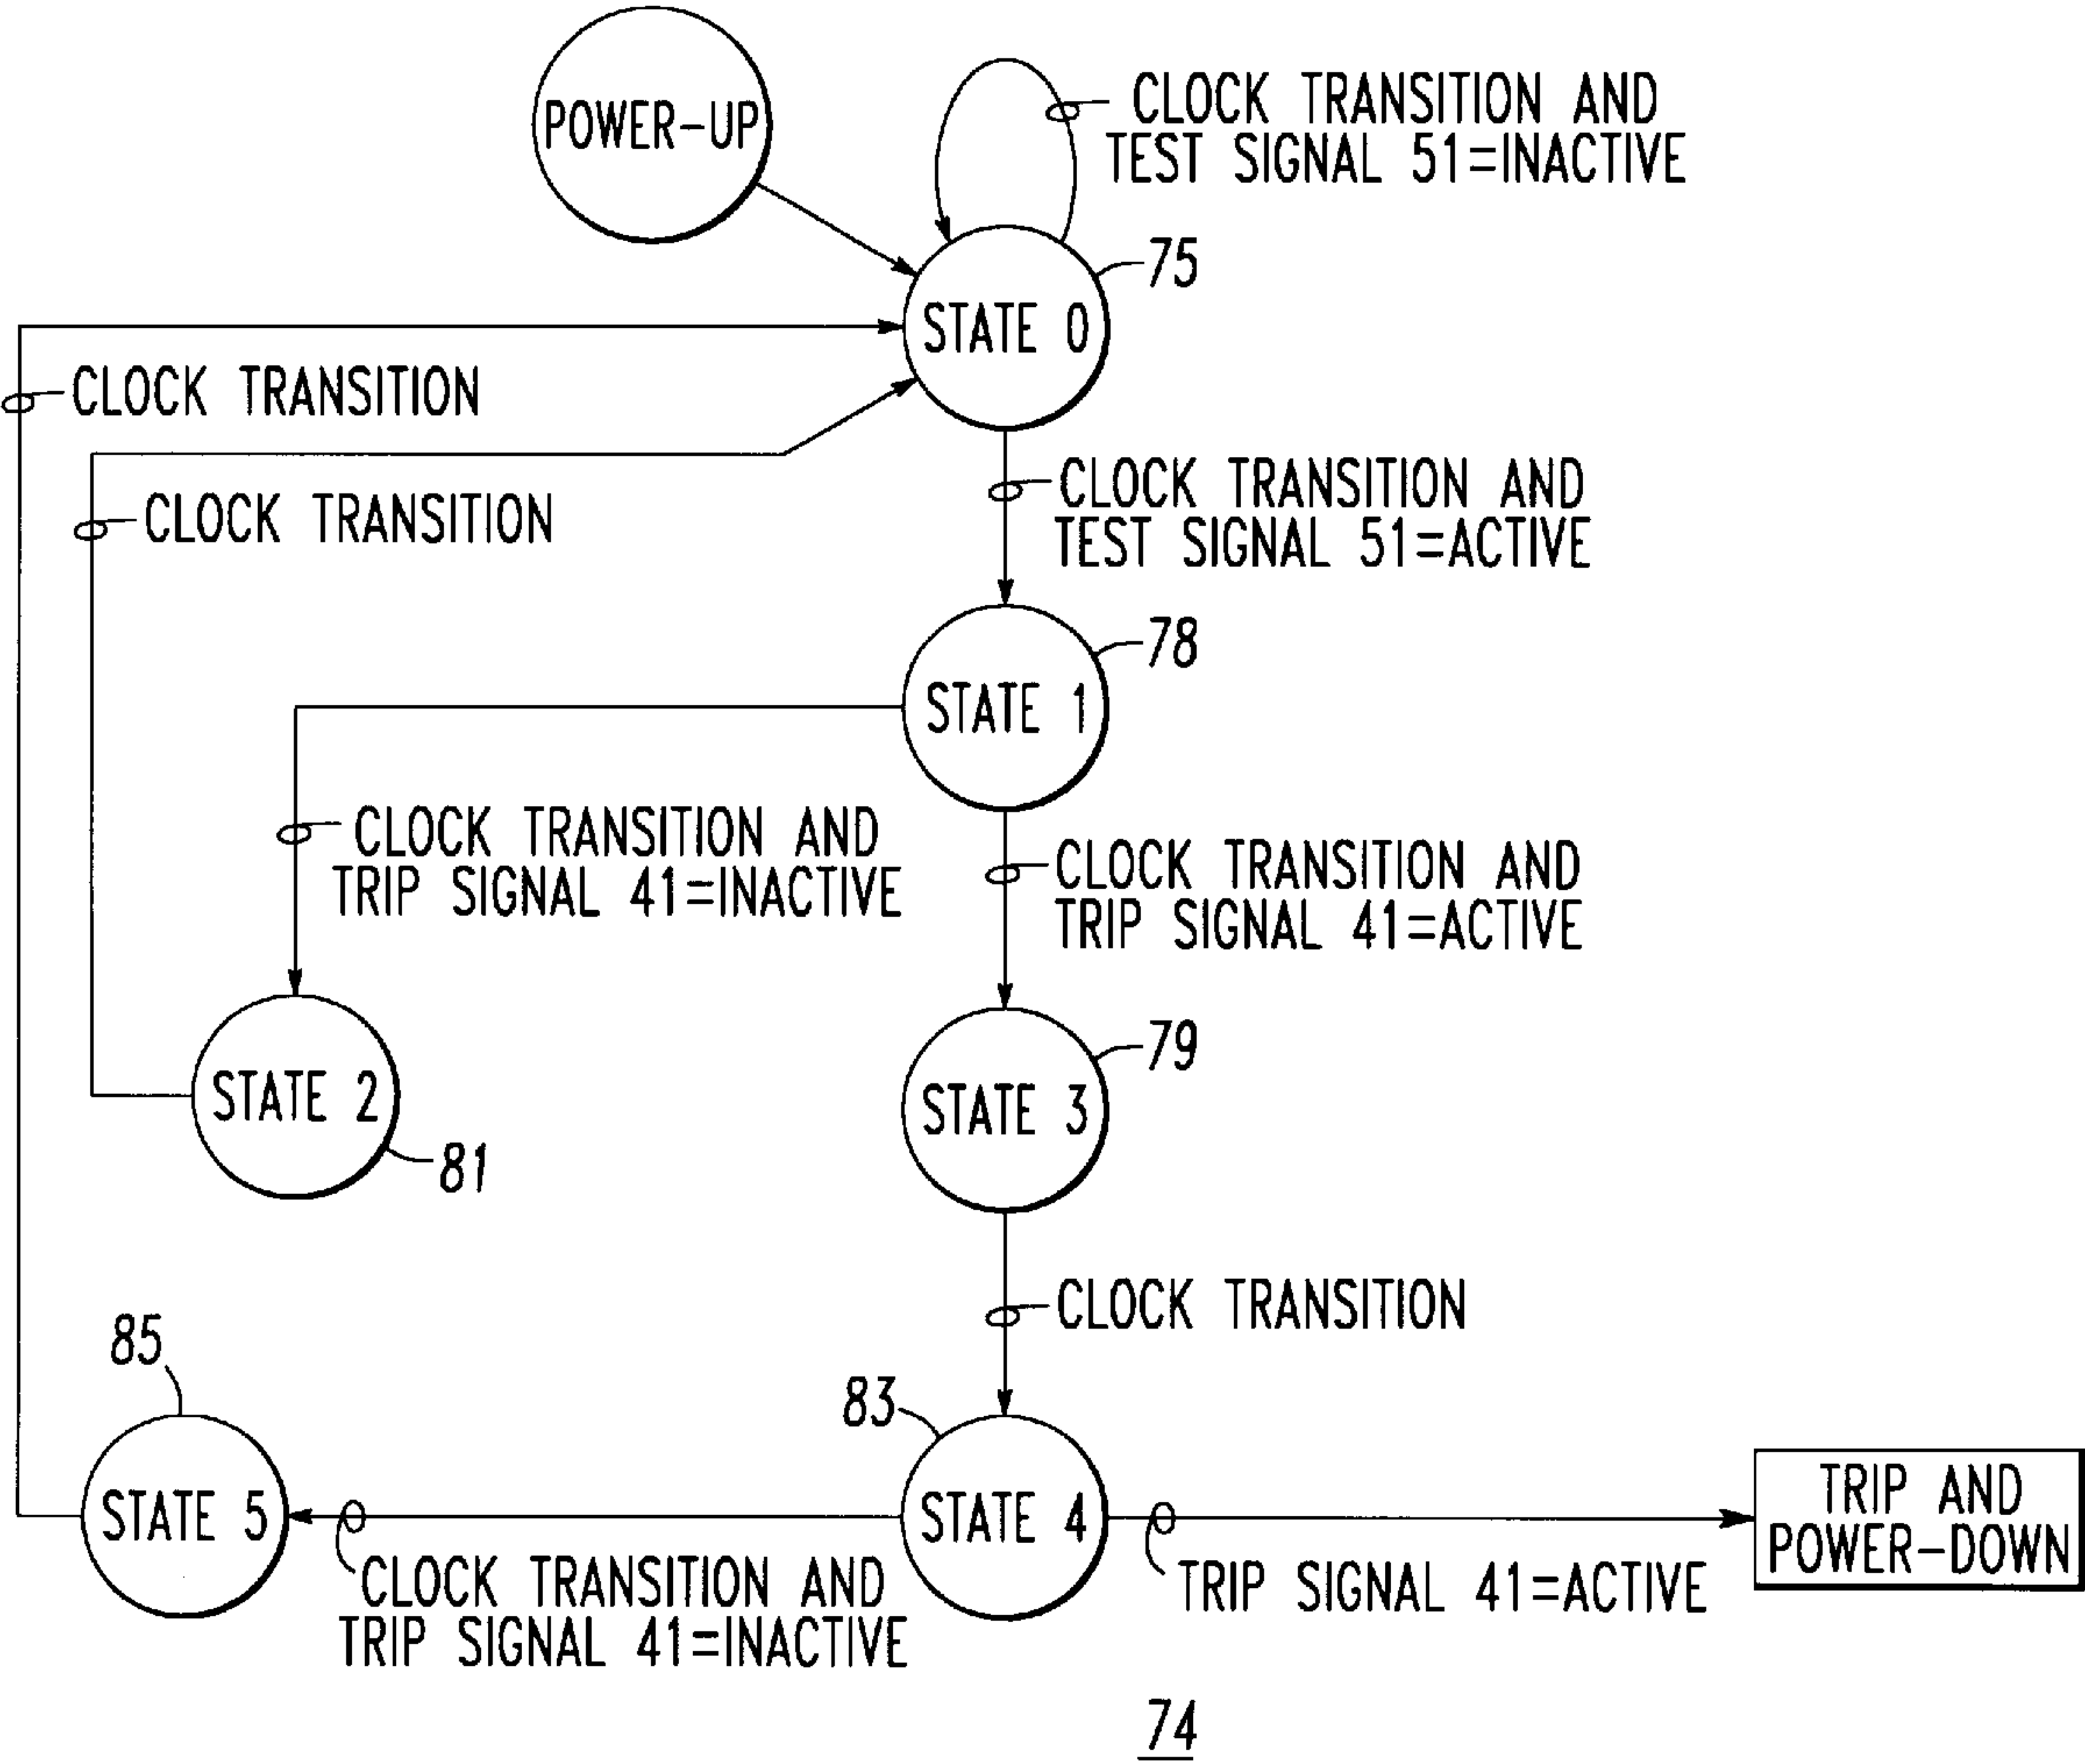 POWER-UP
CLOCK TRANSITION AND
TEST SIGNAL 51=INACTIVE
75
STATE 0
CLOCK TRANSITION
CLOCK TRANSITION
CLOCK TRANSITION AND
TEST SIGNAL 51=ACTIVE
78
STATE 1
CLOCK TRANSITION AND
TRIP SIGNAL 41=INACTIVE
CLOCK TRANSITION AND
TRIP SIGNAL 41=ACTIVE
79
STATE 2
STATE 3
81
CLOCK TRANSITION
85
83
STATE 5
STATE 4
TRIP AND
POWER-DOWN
CLOCK TRANSITION AND
TRIP SIGNAL 41=INACTIVE
TRIP SIGNAL 41=ACTIVE
74